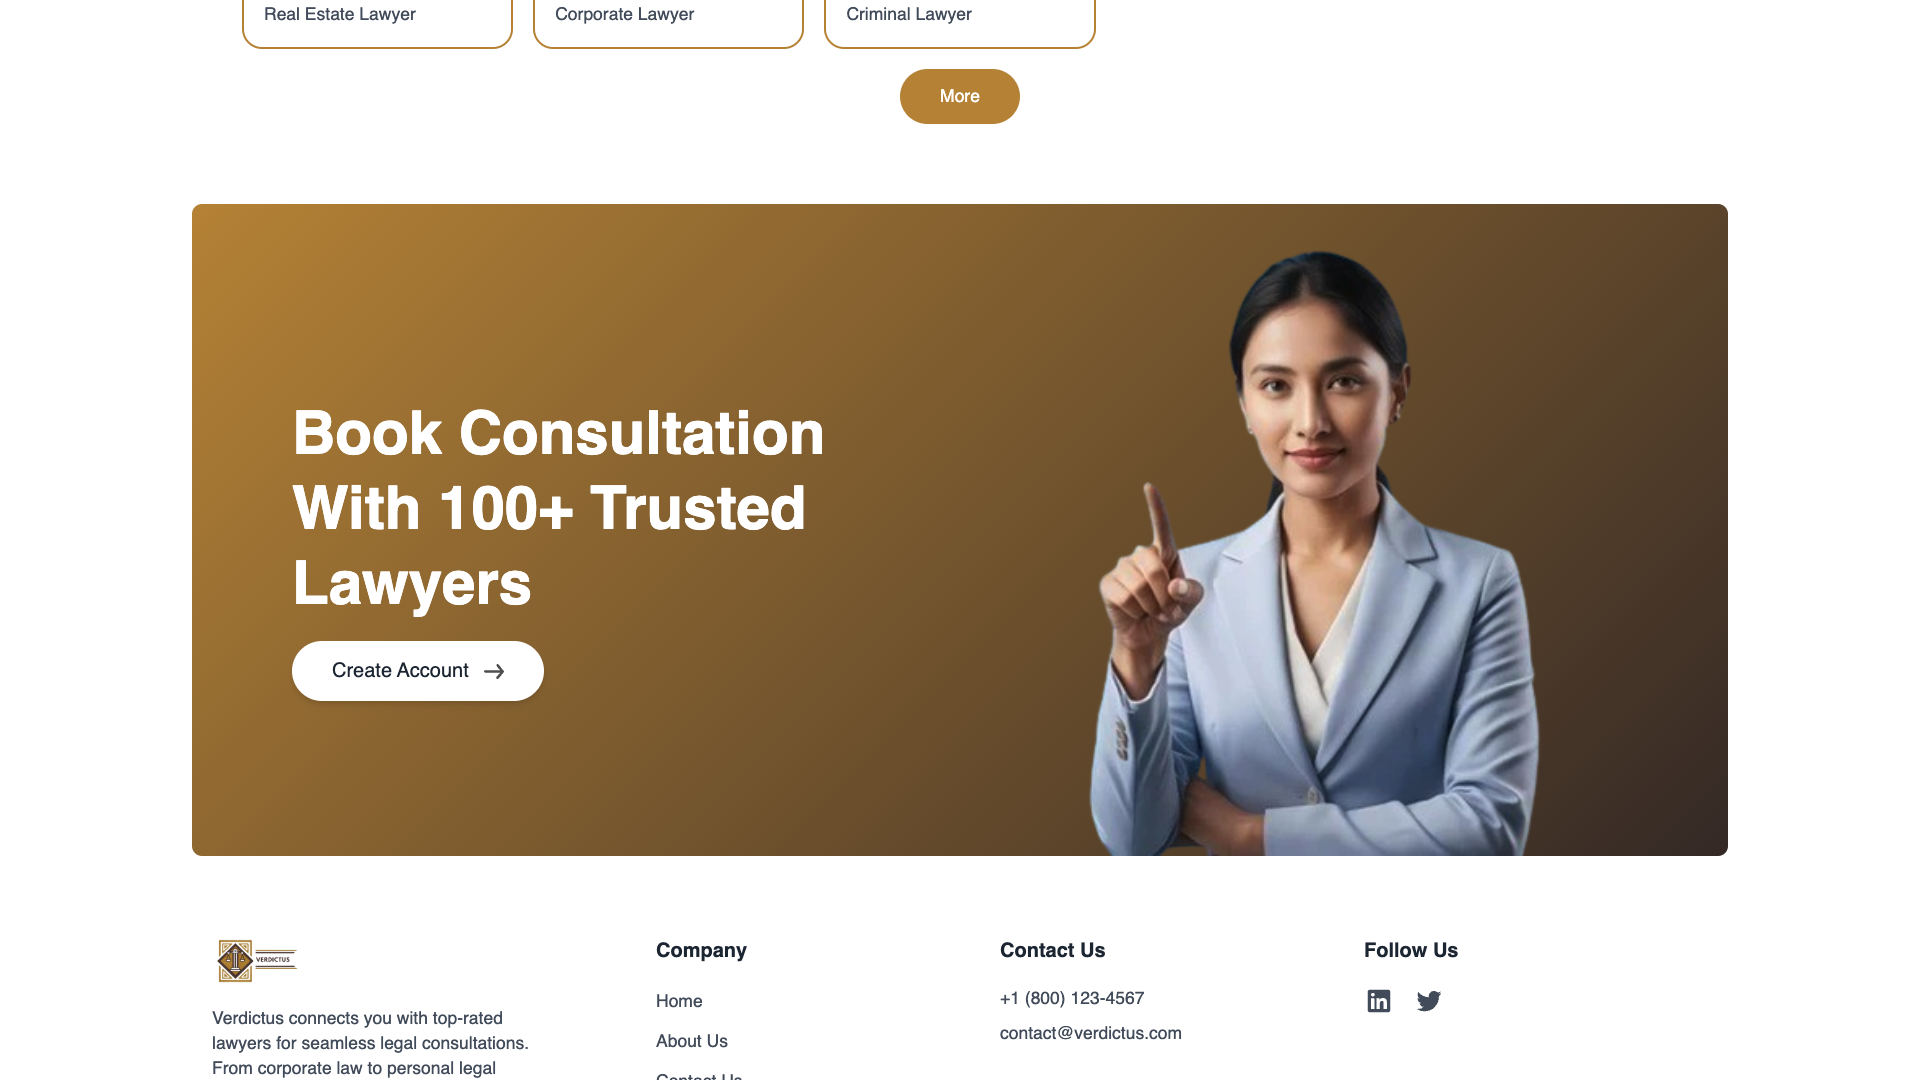 Real Estate Lawyer
Corporate Lawyer
Criminal Lawyer
More
Book Consultation
With 100+ Trusted
Lawyers
Create Account
VERDICTUS
Verdictus connects you with top-rated
lawyers for seamless legal consultations.
From corporate law to personal legal
Company
Home
About Us
Contact Us
Contact Us
+1 (800) 123-4567
contact@verdictus.com
Follow Us